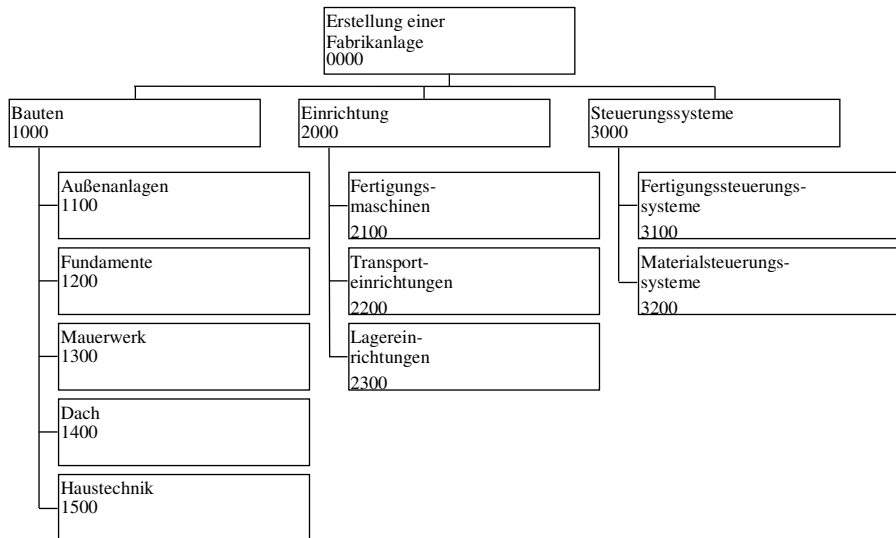 Erstellung einer
Fabrikanlage
0000
Bauten
1000
Einrichtung
2000
Steuerungssysteme
3000
Außenanlagen
1100
Fundamente
1200
Mauerwerk
1300
Dach
1400
Haustechnik
1500
Fertigungs-
maschinen
2100
Transport-
einrichtungen
2200
Lagerein-
richtungen
2300
Fertigungssteuerungs-
systeme
3100
Materialsteuerungs-
systeme
3200